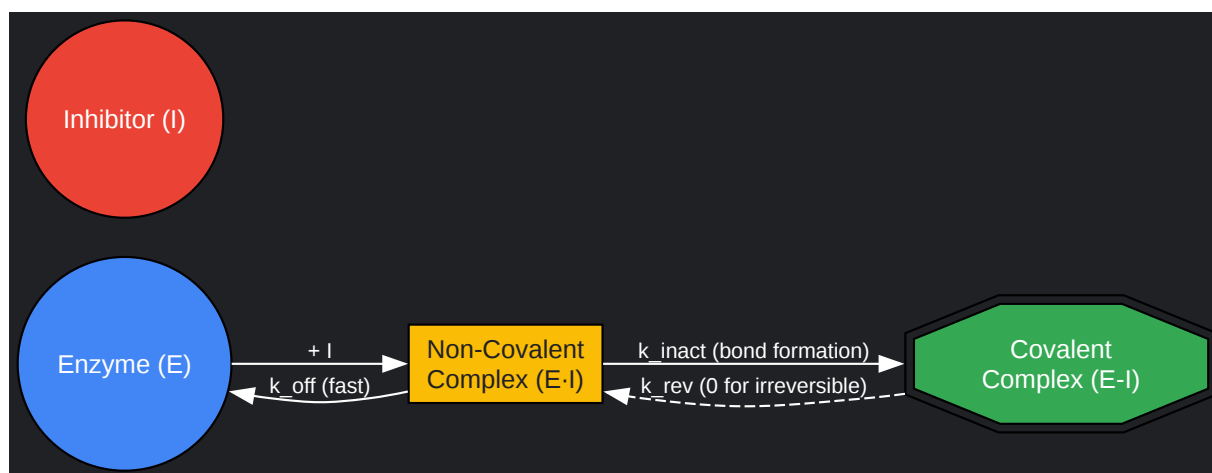 Inhibitor (I)
Enzyme (E)
+ I
k_off (fast)
Non-Covalent
Complex (E·I)
k_inact (bond formation)
k_rev (0 for irreversible)
Covalent
Complex (E-I)